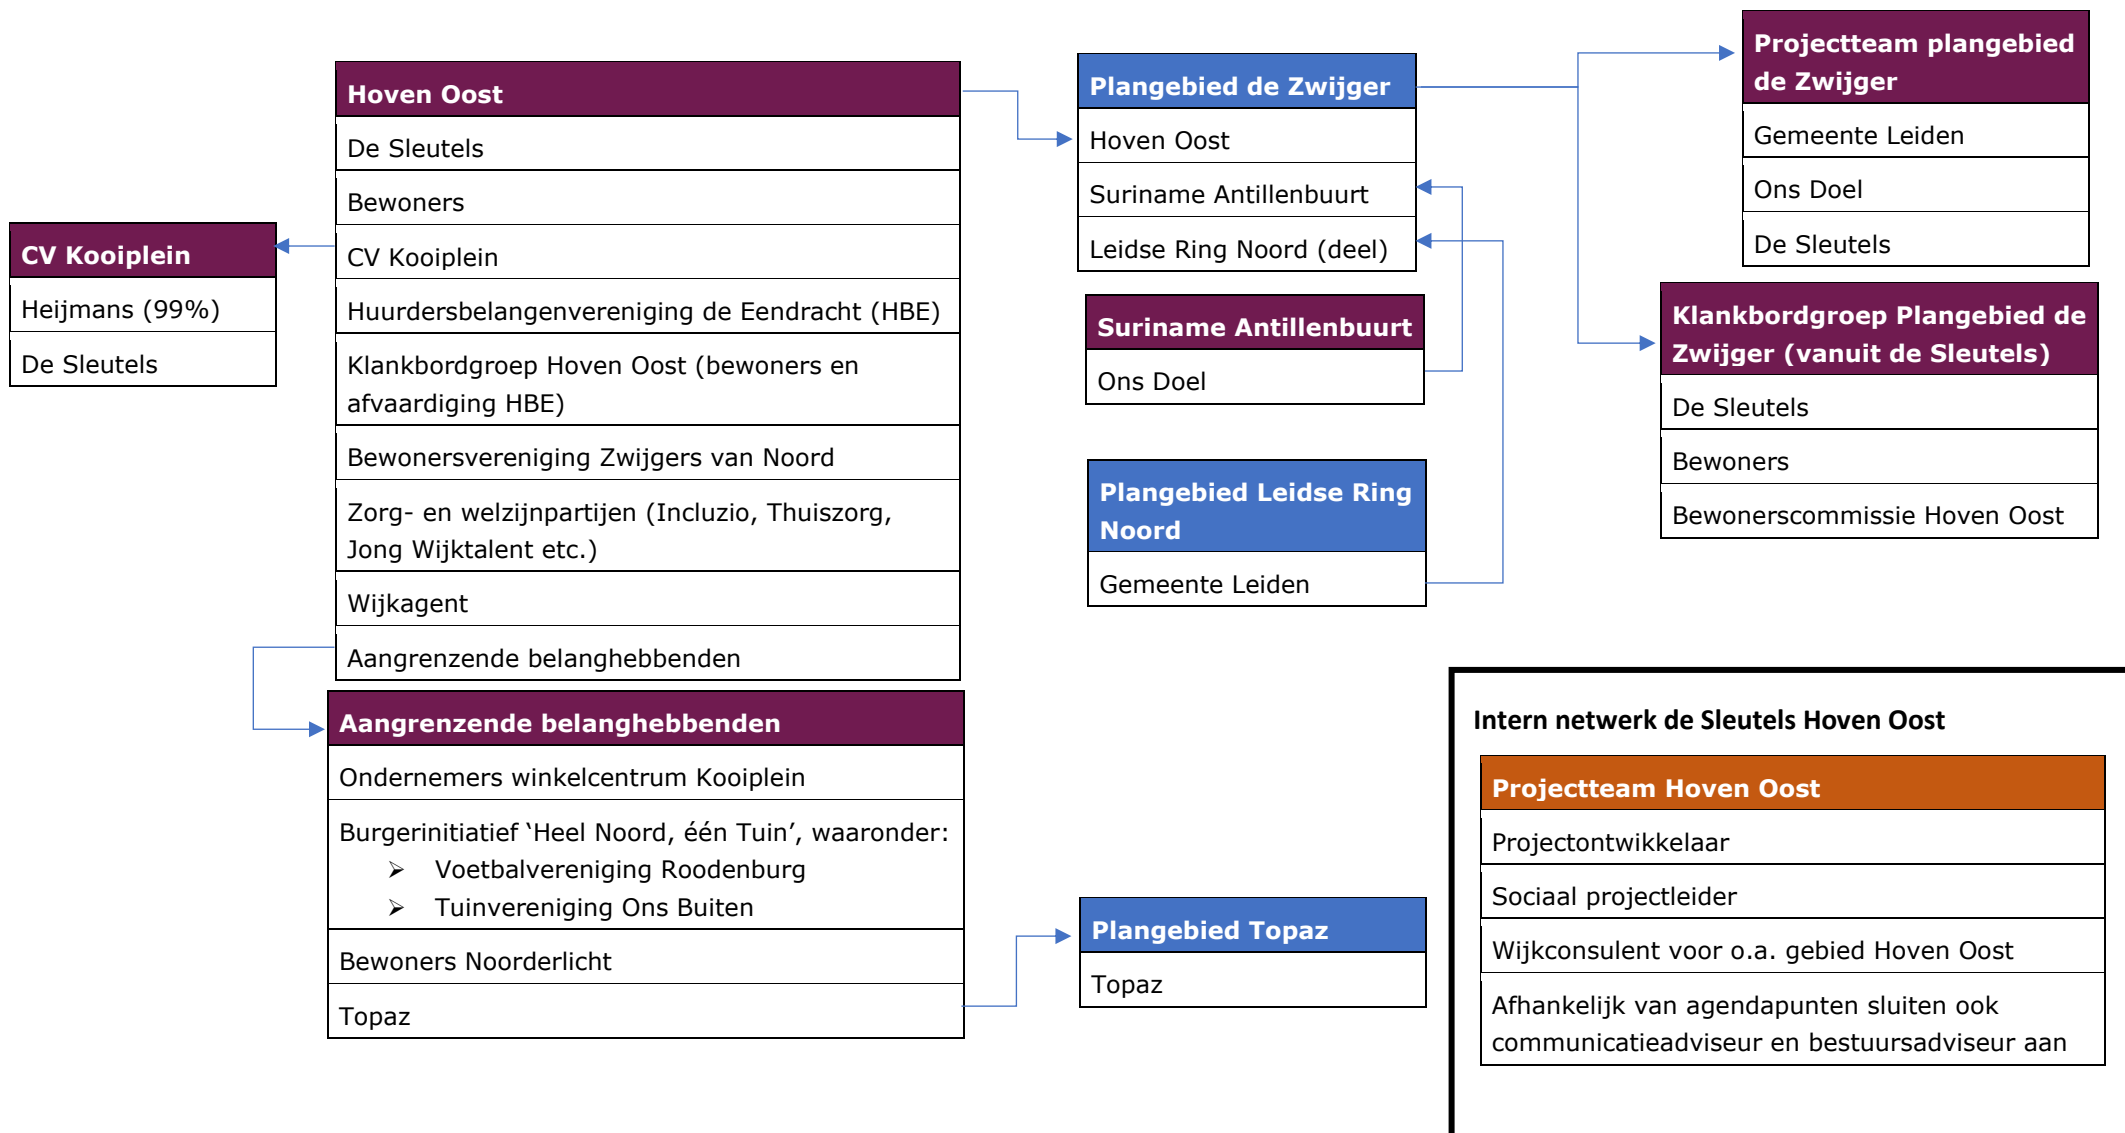 Hoven Oost
De Sleutels
Bewoners
CV Kooiplein
Huurdersbelangenvereniging de Eendracht (HBE)
Klankbordgroep Hoven Oost (bewoners en
afvaardiging HBE)
Bewonersvereniging Zwijgers van Noord
Zorg- en welzijnpartijen (Incluzio, Thuiszorg,
Jong Wijktalent etc.)
Wijkagent
Aangrenzende belanghebbenden
CV Kooiplein
Heijmans (99%)
De Sleutels
Aangrenzende belanghebbenden
Ondernemers winkelcentrum Kooiplein
Burgerinitiatief ‘Heel Noord, één Tuin’, waaronder:
➢ Voetbalvereniging Roodenburg
➢ Tuinvereniging Ons Buiten
Bewoners Noorderlicht
Topaz
Plangebied de Zwijger
Hoven Oost
Suriname Antillenbuurt
Leidse Ring Noord (deel)
Suriname Antillenbuurt
Ons Doel
Plangebied Leidse Ring
Noord
Gemeente Leiden
Plangebied Topaz
Topaz
Projectteam plangebied
de Zwijger
Gemeente Leiden
Ons Doel
De Sleutels
Klankbordgroep Plangebied de
Zwijger (vanuit de Sleutels)
De Sleutels
Bewoners
Bewonerscommissie Hoven Oost
Intern netwerk de Sleutels Hoven Oost
Projectteam Hoven Oost
Projectontwikkelaar
Sociaal projectleider
Wijkconsulent voor o.a. gebied Hoven Oost
Afhankelijk van agendapunten sluiten ook
communicatieadviseur en bestuursadviseur aan